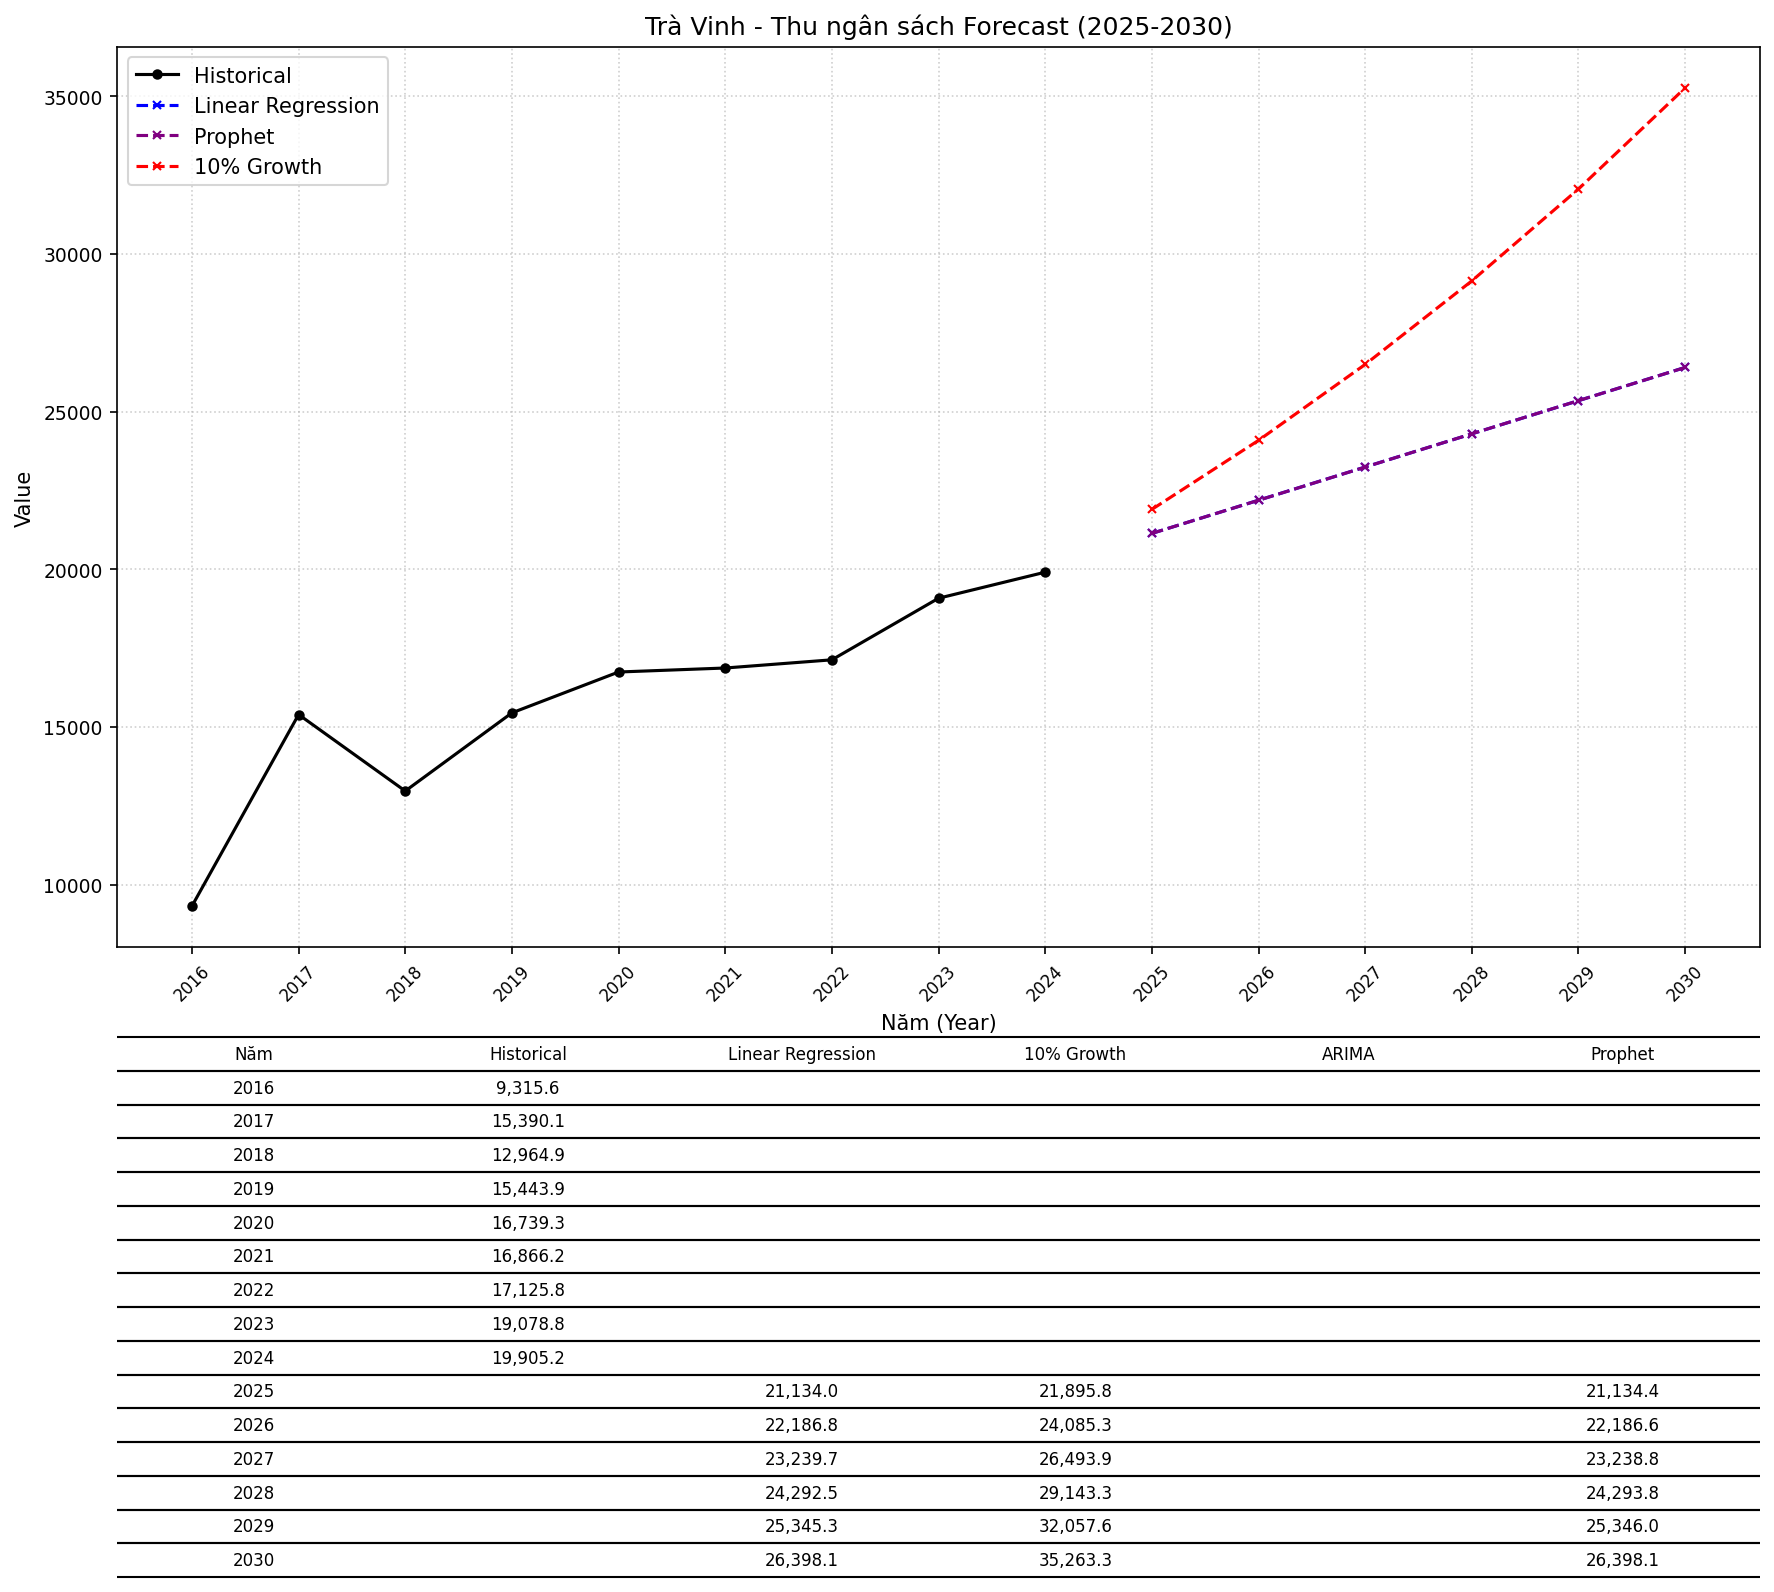 Trà Vinh - Thu ngân sách Forecast (2025-2030)
Historical
Linear Regression
Prophet
10% Growth
Value
35000
30000
25000
20000
15000
10000
2016 2017 2018 2019 2020 2021 2022 2023 2024 2025 2026 2027 2028 2029 2030
Năm (Year)
Năm Historical Linear Regression 10% Growth ARIMA Prophet
2016 9,315.6
2017 15,390.1
2018 12,964.9
2019 15,443.9
2020 16,739.3
2021 16,866.2
2022 17,125.8
2023 19,078.8
2024 19,905.2
2025 21,134.0 21,895.8 21,134.4
2026 22,186.8 24,085.3 22,186.6
2027 23,239.7 26,493.9 23,238.8
2028 24,292.5 29,143.3 24,293.8
2029 25,345.3 32,057.6 25,346.0
2030 26,398.1 35,263.3 26,398.1